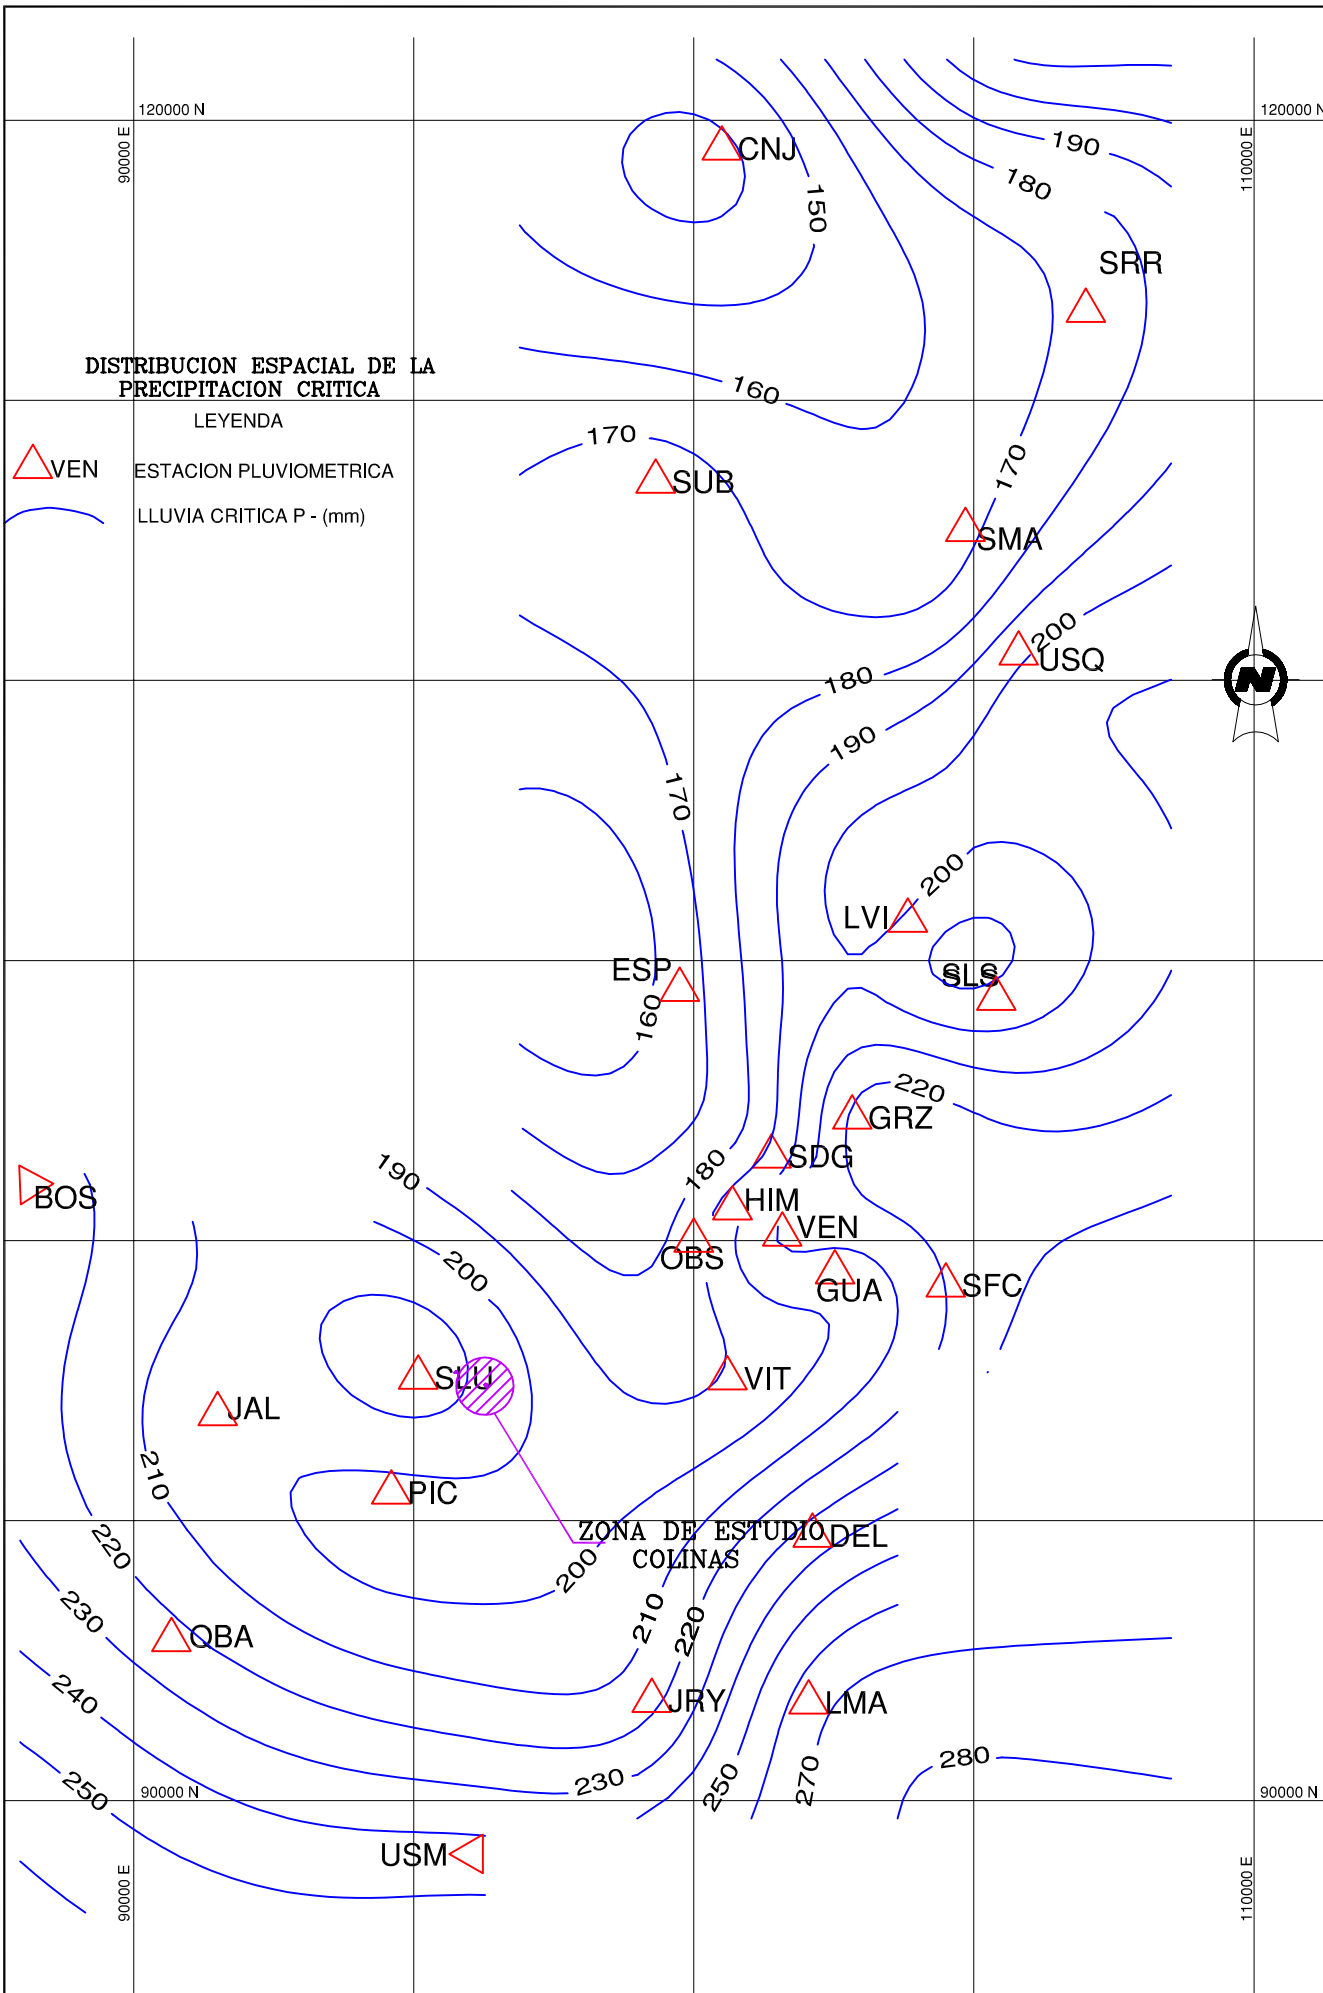 120000 N
120000 N
90000 E
110000 E
CNJ
190
180
150
SRR
DISTRIBUCION ESPACIAL DE LA
PRECIPITACION CRITICA
LEYENDA
160
170
VEN
ESTACION PLUVIOMETRICA
SUB
170
LLUVIA CRITICA P - (mm)
SMA
200
USQ
N
180
190
170
200
LVI
ESP
SLS
160
220
GRZ
SDG
190
180
BOS
HIM
VEN
OBS
200
GUA
SFC
SLU
VIT
JAL
210
PIC
ZONA DE ESTUDIO
COLINAS
DEL
220
200
230
210
220
OBA
240
JRY
LMA
250
230
250
270
280
90000 N
90000 N
USM
90000 E
110000 E